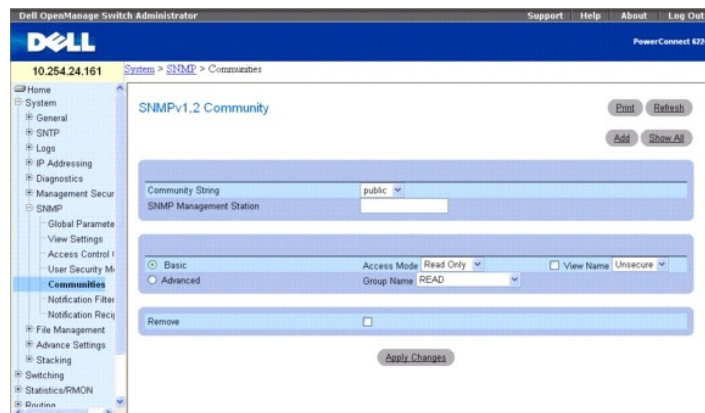 Dell OpenManage Switch Administrator
Support Help About Log Out
DELL
PowerConnect 622
10.254.24.161
System > SNMP > Communities
Home
System
General
SNTP
Logs
IP Addressing
Diagnostics
Management Secur
SNMP
Global Paramete
View Settings
Access Control
User Security M
Communities
Notification Filter
Notification Recip
File Management
Advance Settings
Stacking
Switching
Statistics/RMON
Routing
SNMPv1,2 Community
Print Refresh
Add Show All
Community String public
SNMP Management Station
Basic Access Mode Read Only View Name Unsecure
Advanced Group Name READ
Remove
Apply Changes